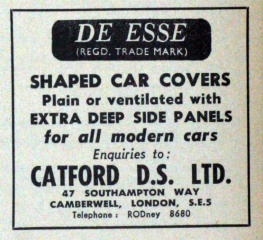 DE ESSE
(REGD. TRADE MARK)
SHAPED CAR COVERS
Plain or ventilated with
EXTRA DEEP SIDE PANELS
for all modern cars
Enquiries to:
CATFORD D.S. LTD.
47 SOUTHAMPTON WAY
CAMBERWELL, LONDON, S.E.5
Telephone: RODney 8680